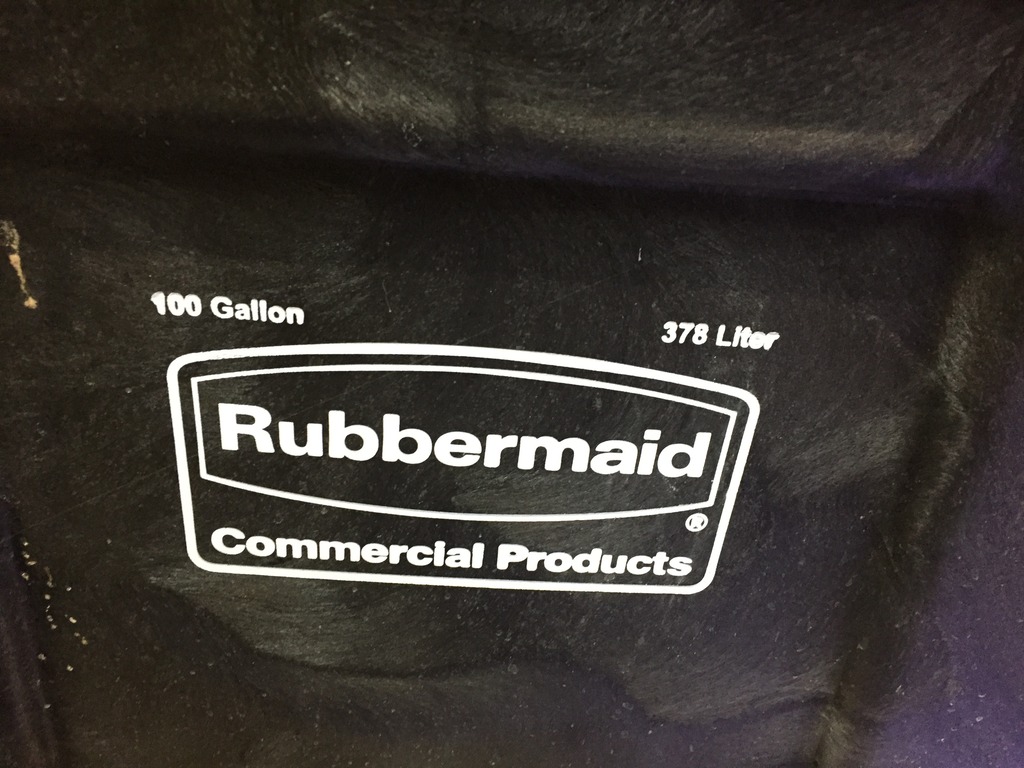 100 Gallon 378 Liter
Rubbermaid
®
Commercial Products